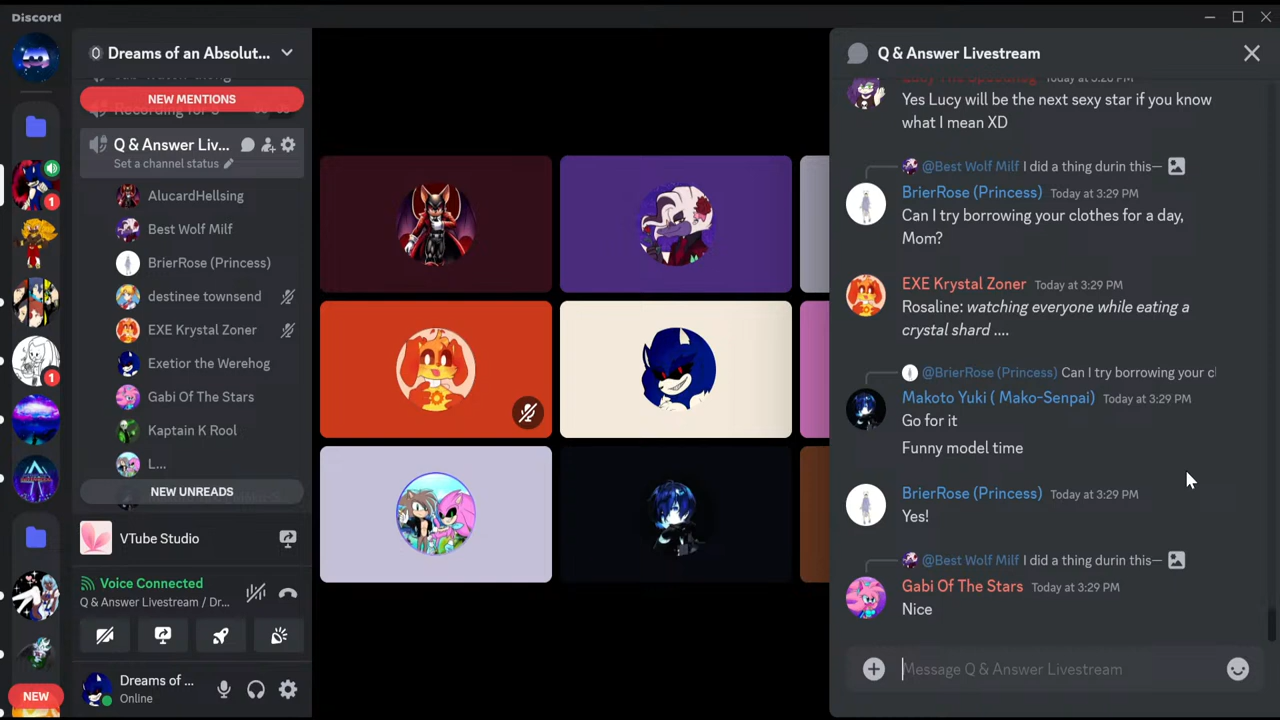 Discord
Dreams of an Absolut...
NEW MENTIONS
Q & Answer Liv...
Set a channel status
AlucardHellsing
Best Wolf Milf
BrierRose (Princess)
destinee townsend
EXE Krystal Zoner
Exetior the Werehog
Gabi Of The Stars
Kaptain K Rool
L...
NEW UNREADS
VTube Studio
Voice Connected
Q & Answer Livestream / Dr...
Dreams of ...
Online
1
1
NEW
Q & Answer Livestream
Yes Lucy will be the next sexy star if you know
what I mean XD
@Best Wolf Milf I did a thing durin this—
BrierRose (Princess) Today at 3:29 PM
Can I try borrowing your clothes for a day,
Mom?
EXE Krystal Zoner Today at 3:29 PM
Rosaline: watching everyone while eating a
crystal shard ....
@BrierRose (Princess) Can I try borrowing your cl
Makoto Yuki ( Mako-Senpai) Today at 3:29 PM
Go for it
Funny model time
BrierRose (Princess) Today at 3:29 PM
Yes!
@Best Wolf Milf I did a thing durin this—
Gabi Of The Stars Today at 3:29 PM
Nice
Message Q & Answer Livestream